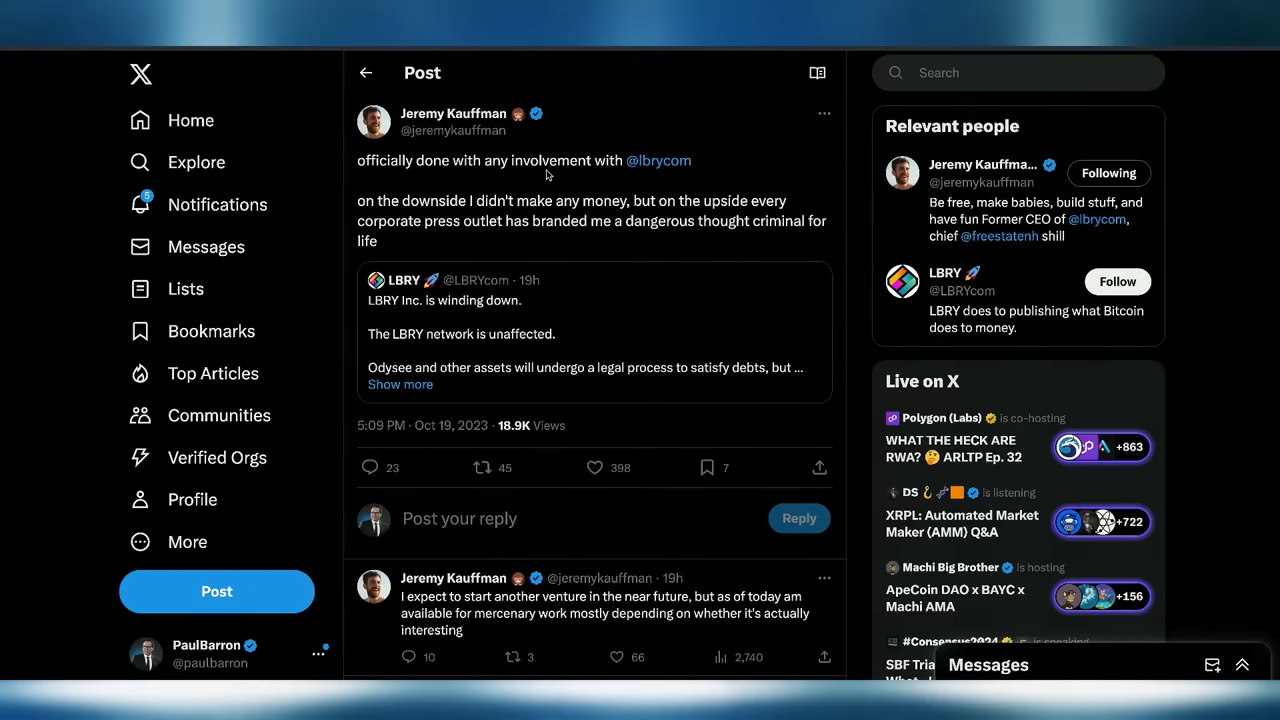 Home
Explore
5
Notifications
Messages
Lists
Bookmarks
Top Articles
Communities
Verified Orgs
Profile
More
Post
PaulBarron
@paulbarron
Post
Jeremy Kauffman
@jeremykauffman
officially done with any involvement with @lbrycom
on the downside I didn't make any money, but on the upside every
corporate press outlet has branded me a dangerous thought criminal for
life
LBRY 🚀 @LBRYcom · 19h
LBRY Inc. is winding down.
The LBRY network is unaffected.
Odysee and other assets will undergo a legal process to satisfy debts, but ...
Show more
5:09 PM · Oct 19, 2023 · 18.9K Views
23 45 398 7
Post your reply
Reply
Jeremy Kauffman @jeremykauffman · 19h
I expect to start another venture in the near future, but as of today am
available for mercenary work mostly depending on whether it's actually
interesting
10 3 66 2,740
Search
Relevant people
Jeremy Kauffma...
@jeremykauffman
Following
Be free, make babies, build stuff, and
have fun Former CEO of @lbrycom,
chief @freestatenh shill
LBRY 🚀
@LBRYcom
Follow
LBRY does to publishing what Bitcoin
does to money.
Live on X
Polygon (Labs) is co-hosting
WHAT THE HECK ARE
RWA? 🤔 ARLTP Ep. 32
+863
DS is listening
XRPL: Automated Market
Maker (AMM) Q&A
+722
Machi Big Brother is hosting
ApeCoin DAO x BAYC x
Machi AMA
+156
#Consensus2024 is speaking
SBF Tria
Messages